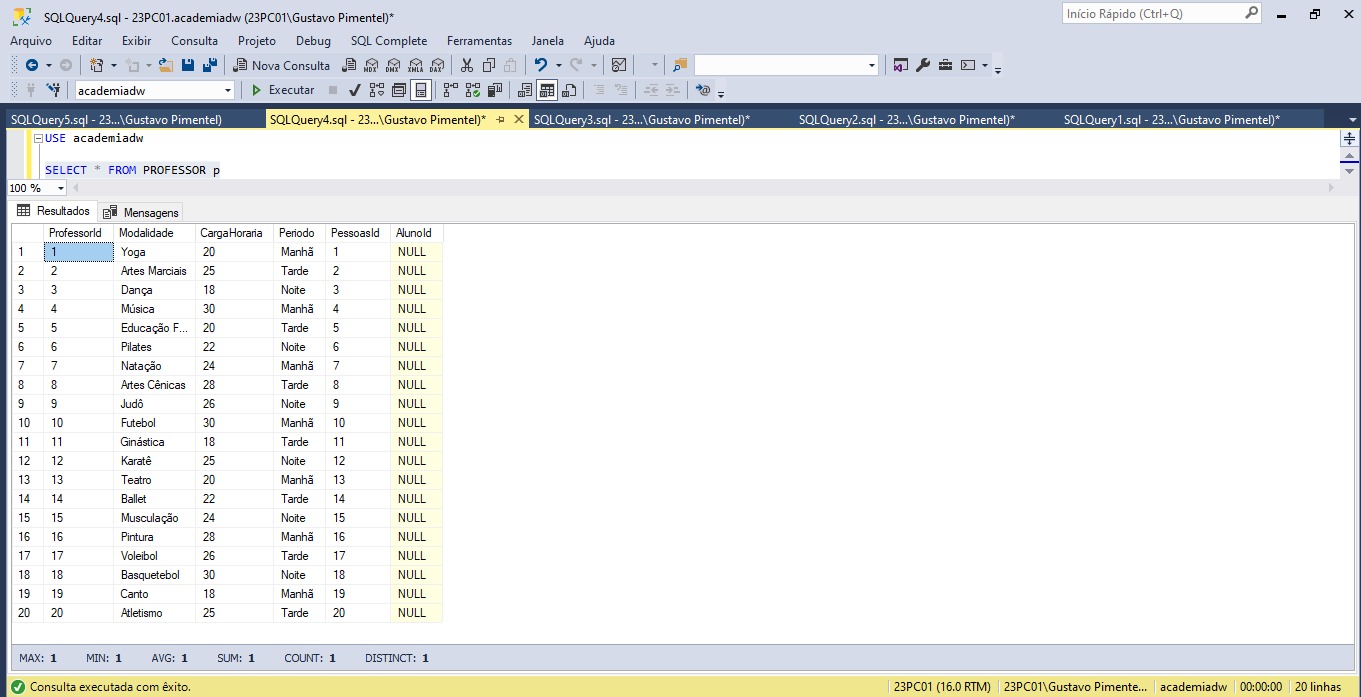 SQLQuery4.sql - 23PC01.academiadw (23PC01\Gustavo Pimentel)*
Início Rápido (Ctrl+Q)
Arquivo Editar Exibir Consulta Projeto Debug SQL Complete Ferramentas Janela Ajuda
Nova Consulta MDX DMX XMLA DAX
academiadw Executar
SQLQuery5.sql - 23...\Gustavo Pimentel) SQLQuery4.sql - 23...\Gustavo Pimentel)* SQLQuery3.sql - 23...\Gustavo Pimentel)* SQLQuery2.sql - 23...\Gustavo Pimentel)* SQLQuery1.sql - 23...\Gustavo Pimentel)*
USE academiadw
SELECT * FROM PROFESSOR p
100 %
Resultados Mensagens
ProfessorId Modalidade CargaHoraria Periodo PessoasId AlunoId
1 1 Yoga 20 Manhã 1 NULL
2 2 Artes Marciais 25 Tarde 2 NULL
3 3 Dança 18 Noite 3 NULL
4 4 Música 30 Manhã 4 NULL
5 5 Educação F... 20 Tarde 5 NULL
6 6 Pilates 22 Noite 6 NULL
7 7 Natação 24 Manhã 7 NULL
8 8 Artes Cênicas 28 Tarde 8 NULL
9 9 Judô 26 Noite 9 NULL
10 10 Futebol 30 Manhã 10 NULL
11 11 Ginástica 18 Tarde 11 NULL
12 12 Karatê 25 Noite 12 NULL
13 13 Teatro 20 Manhã 13 NULL
14 14 Ballet 22 Tarde 14 NULL
15 15 Musculação 24 Noite 15 NULL
16 16 Pintura 28 Manhã 16 NULL
17 17 Voleibol 26 Tarde 17 NULL
18 18 Basquetebol 30 Noite 18 NULL
19 19 Canto 18 Manhã 19 NULL
20 20 Atletismo 25 Tarde 20 NULL
MAX: 1 MIN: 1 AVG: 1 SUM: 1 COUNT: 1 DISTINCT: 1
Consulta executada com êxito. 23PC01 (16.0 RTM) 23PC01\Gustavo Pimente... academiadw 00:00:00 20 linhas